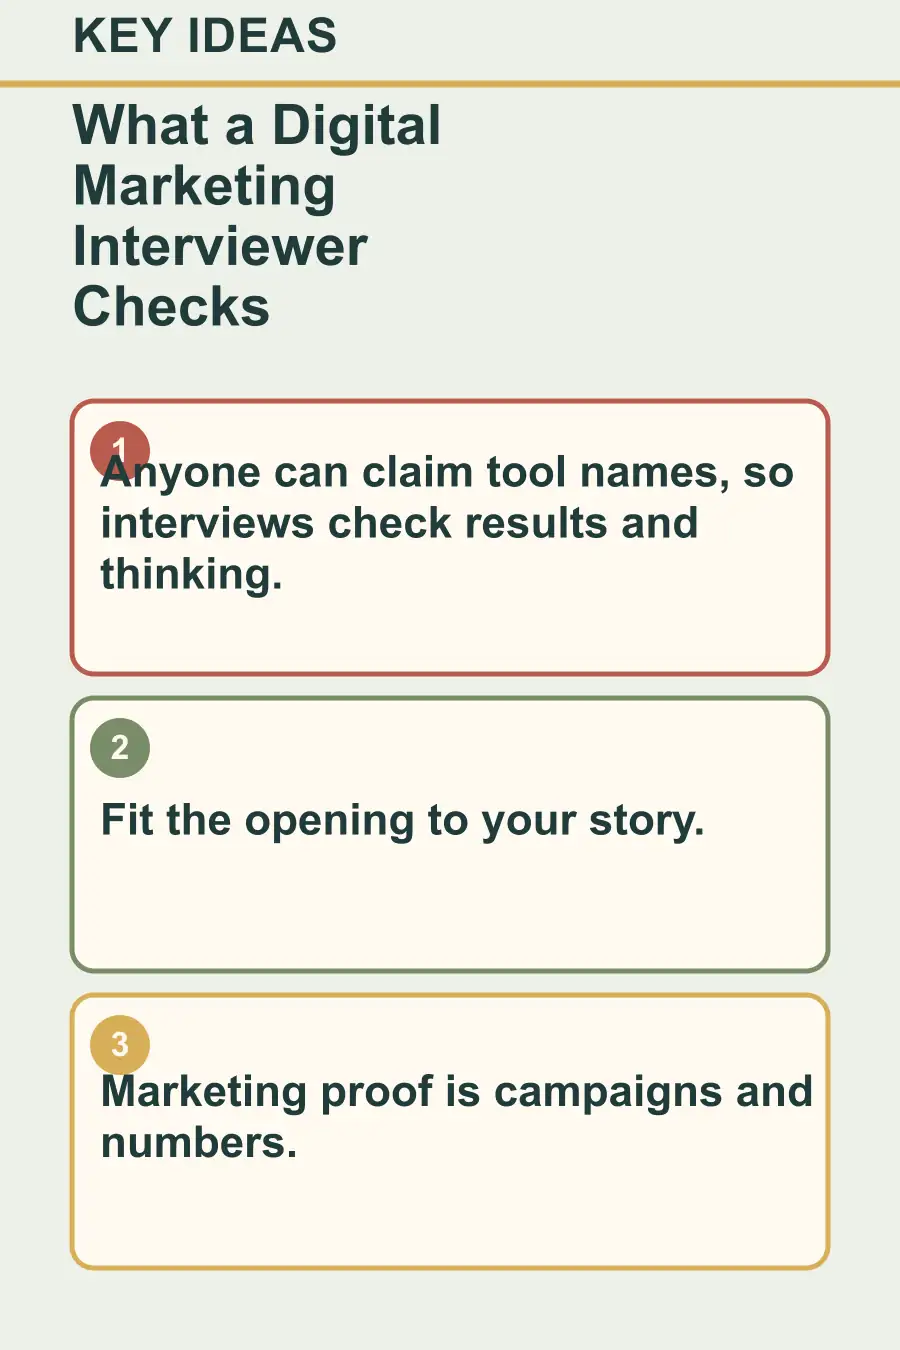 KEY IDEAS
What a Digital
Marketing
Interviewer
Checks
1
Anyone can claim tool names, so
interviews check results and
thinking.
2
Fit the opening to your story.
3
Marketing proof is campaigns and
numbers.